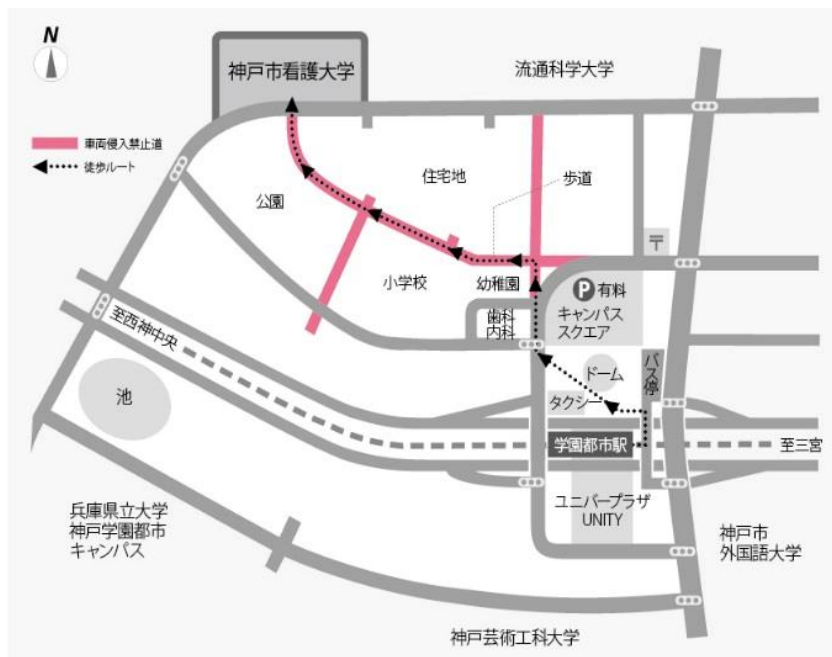 N
神戸市看護大学
流通科学大学
車両侵入禁止道
徒歩ルート
住宅地
歩道
公園
〒
小学校
幼稚園
P 有料
キャンパス
スクエア
歯科
内科
至西神中央
ドーム
バス停
池
タクシー
学園都市駅
至三宮
ユニバープラザ
UNITY
兵庫県立大学
神戸学園都市
キャンパス
神戸市
外国語大学
神戸芸術工科大学